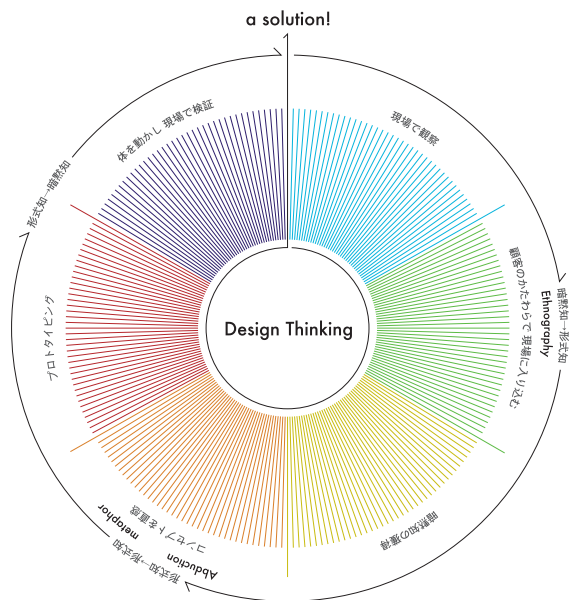 a solution!
現場で観察
顧客のかたわらで 現場に入り込む
暗黙知→形式知
Ethnography
暗黙知の獲得
コンセプトを直感
metaphor
Abduction
形式知→形式知
プロトタイピング
形式知→暗黙知
体を動かし 現場で検証
Design Thinking